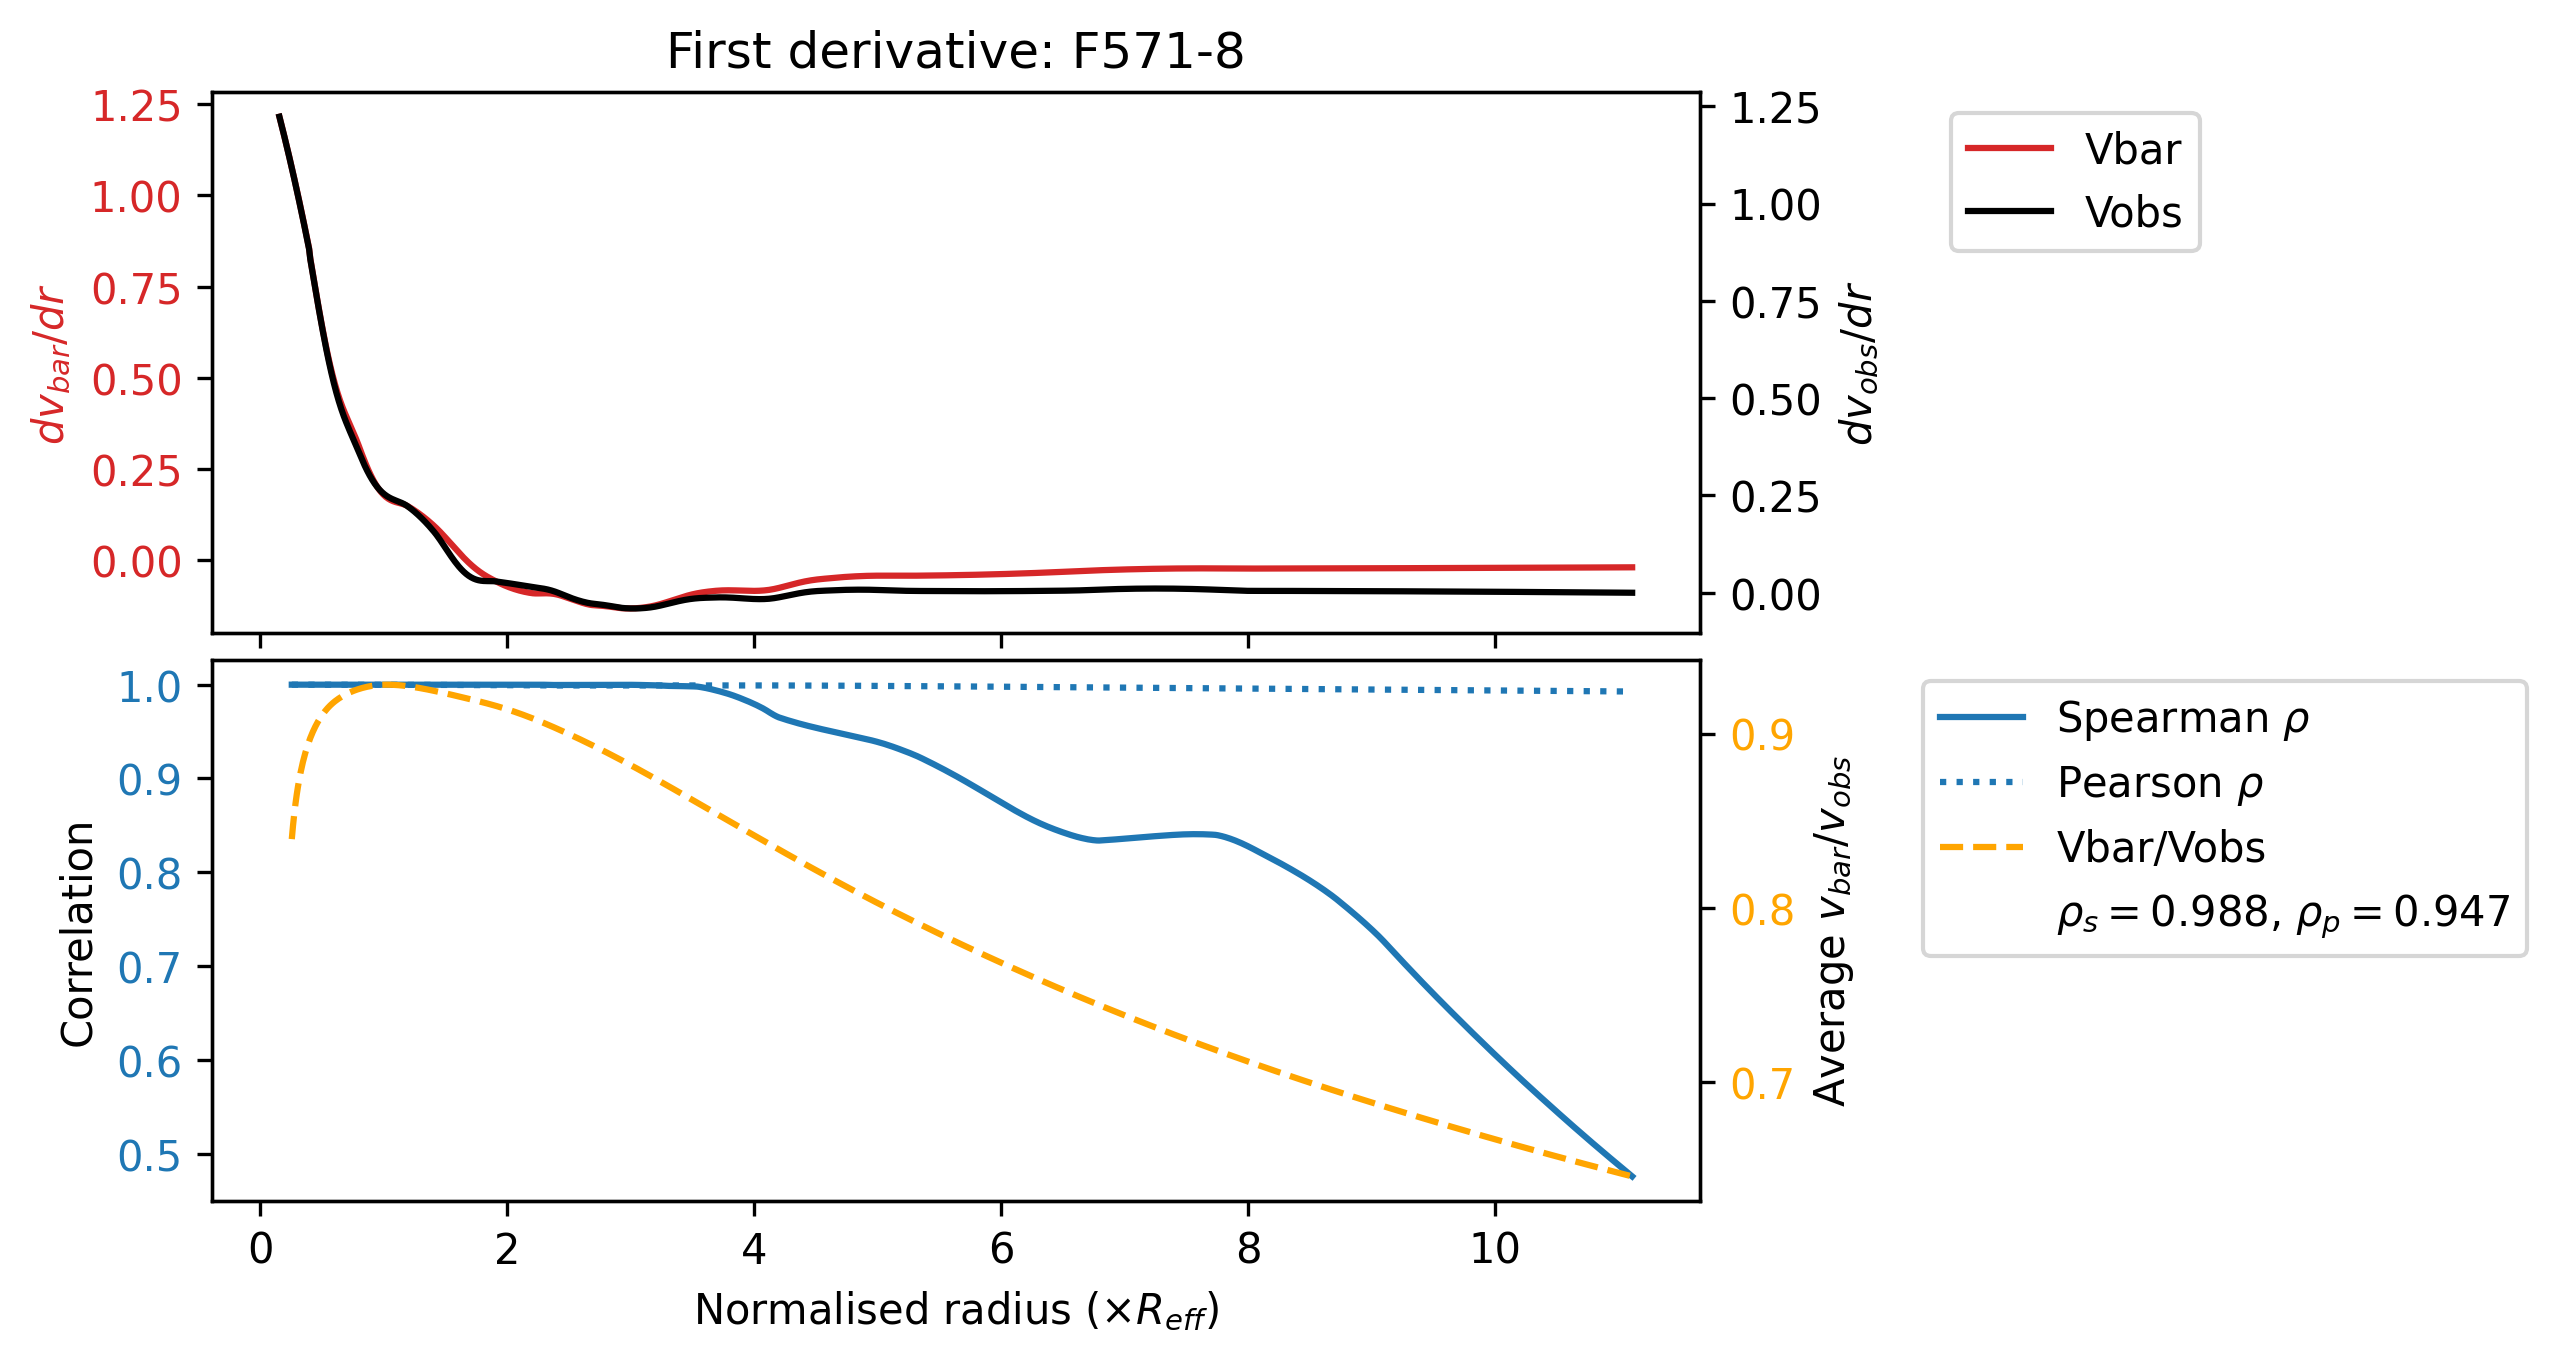 First derivative: F571-8
1.25
1.00
0.75
0.50
0.25
0.00
dv_bar/dr
1.25
1.00
0.75
0.50
0.25
0.00
dv_obs/dr
Vbar
Vobs
1.0
0.9
0.8
0.7
0.6
0.5
Correlation
0.9
0.8
0.7
Average v_bar/v_obs
Spearman ρ
Pearson ρ
Vbar/Vobs
ρ_s = 0.988, ρ_p = 0.947
0 2 4 6 8 10
Normalised radius (×R_eff)